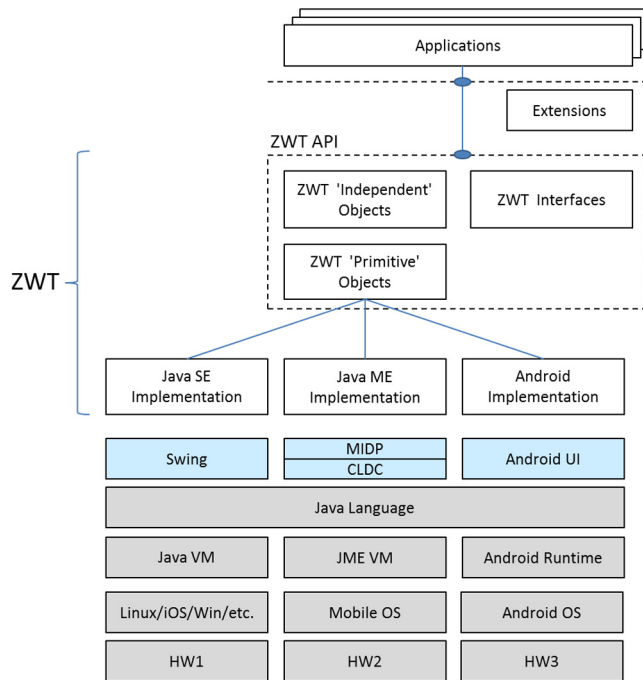 Applications
Extensions
ZWT API
ZWT 'Independent'
Objects
ZWT Interfaces
ZWT 'Primitive'
Objects
ZWT
Java SE
Implementation
Java ME
Implementation
Android
Implementation
Swing
MIDP
CLDC
Android UI
Java Language
Java VM
JME VM
Android Runtime
Linux/iOS/Win/etc.
Mobile OS
Android OS
HW1
HW2
HW3